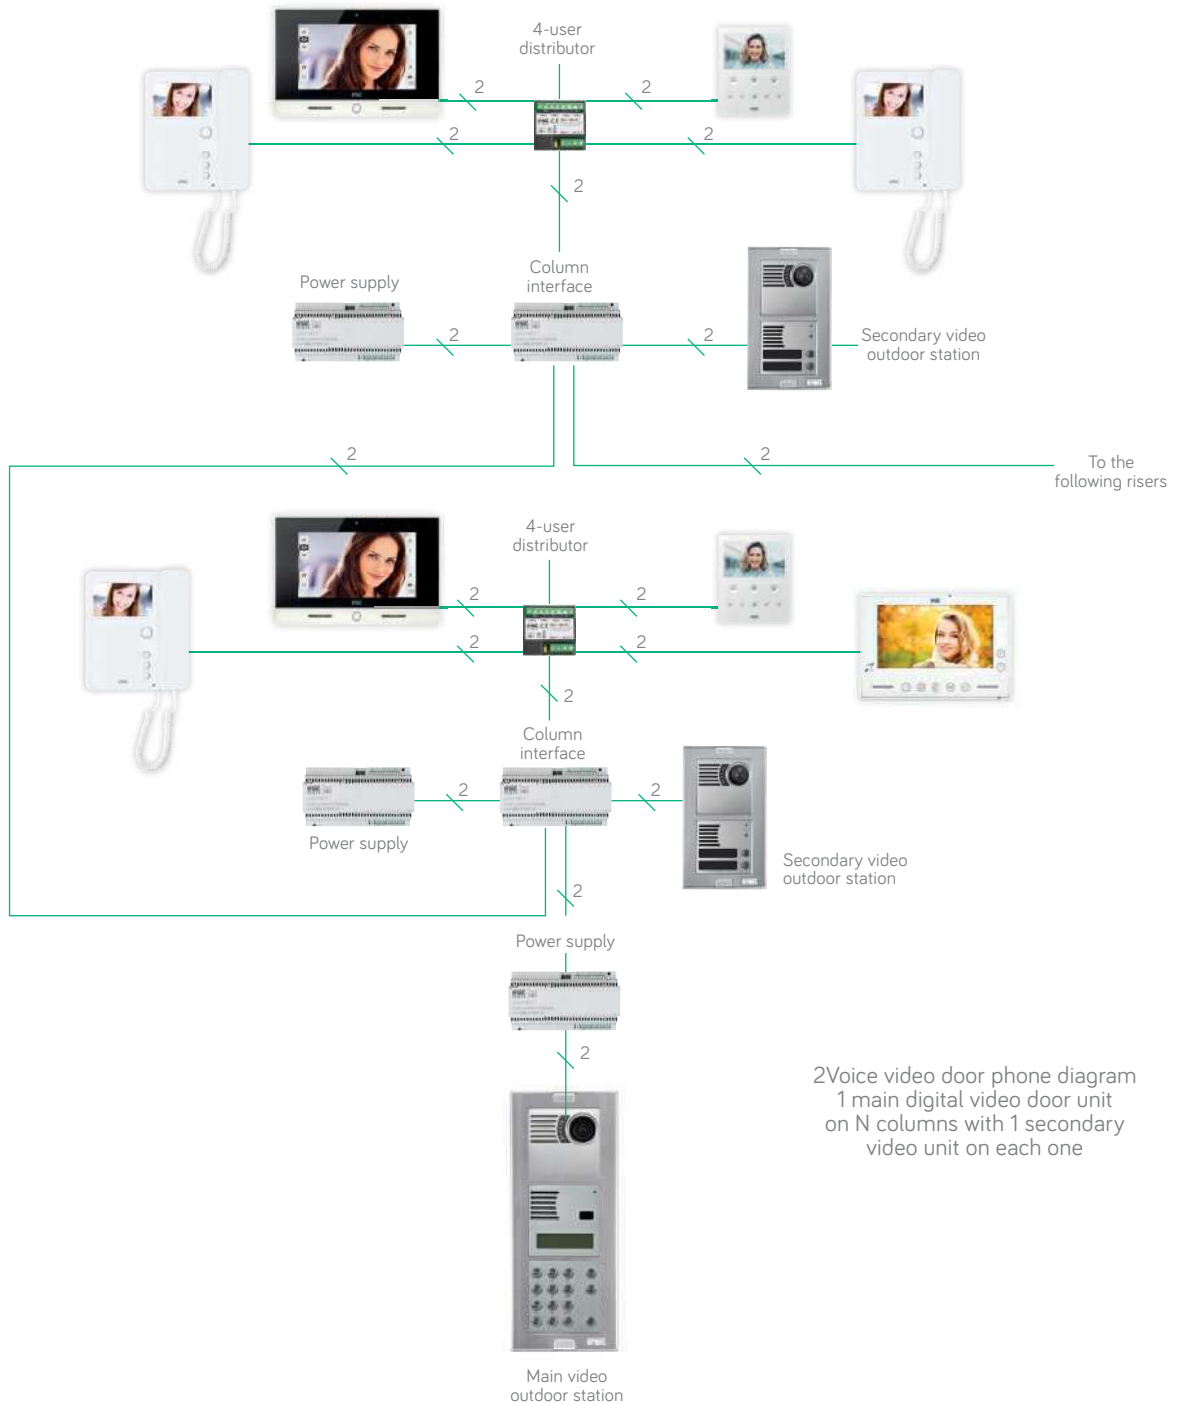 4-user
distributor
2
2
2
2
2
Power supply
Column
interface
2
2
Secondary video
outdoor station
2
2
To the
following risers
4-user
distributor
2
2
2
2
2
Column
interface
2
2
Power supply
Secondary video
outdoor station
2
Power supply
2
2Voice video door phone diagram
1 main digital video door unit
on N columns with 1 secondary
video unit on each one
Main video
outdoor station